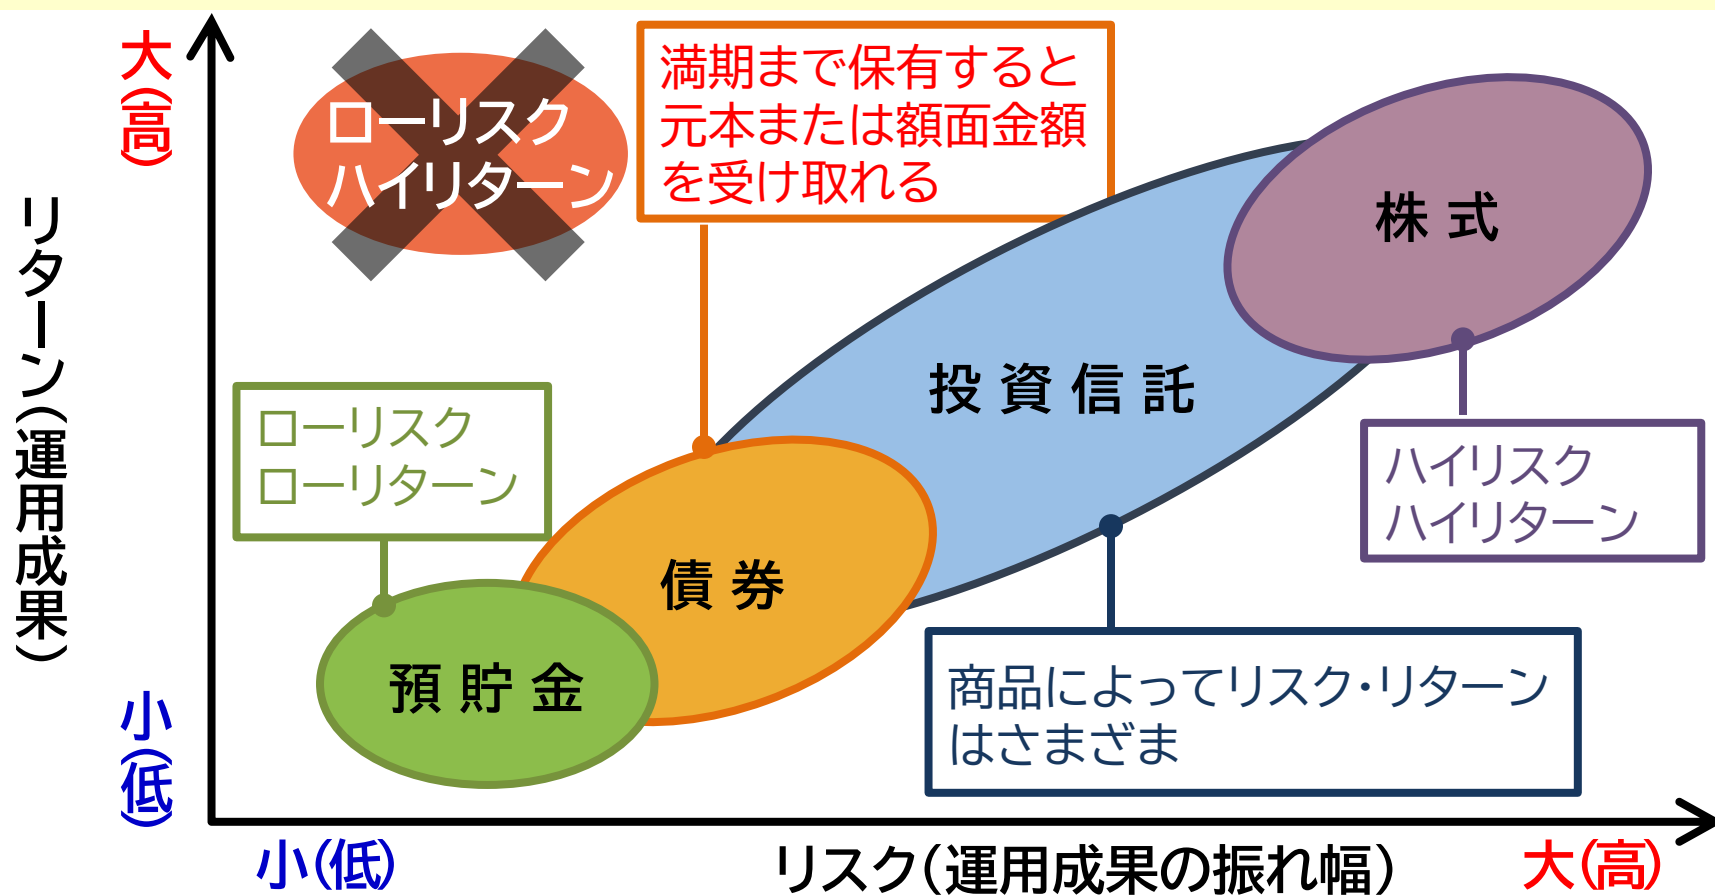 大(高)
ローリスク
ハイリターン
満期まで保有すると
元本または額面金額
を受け取れる
株式
リターン(運用成果)
投資信託
ローリスク
ローリターン
ハイリスク
ハイリターン
債券
預貯金
商品によってリスク・リターン
はさまざま
小(低)
小(低)
リスク(運用成果の振れ幅)
大(高)